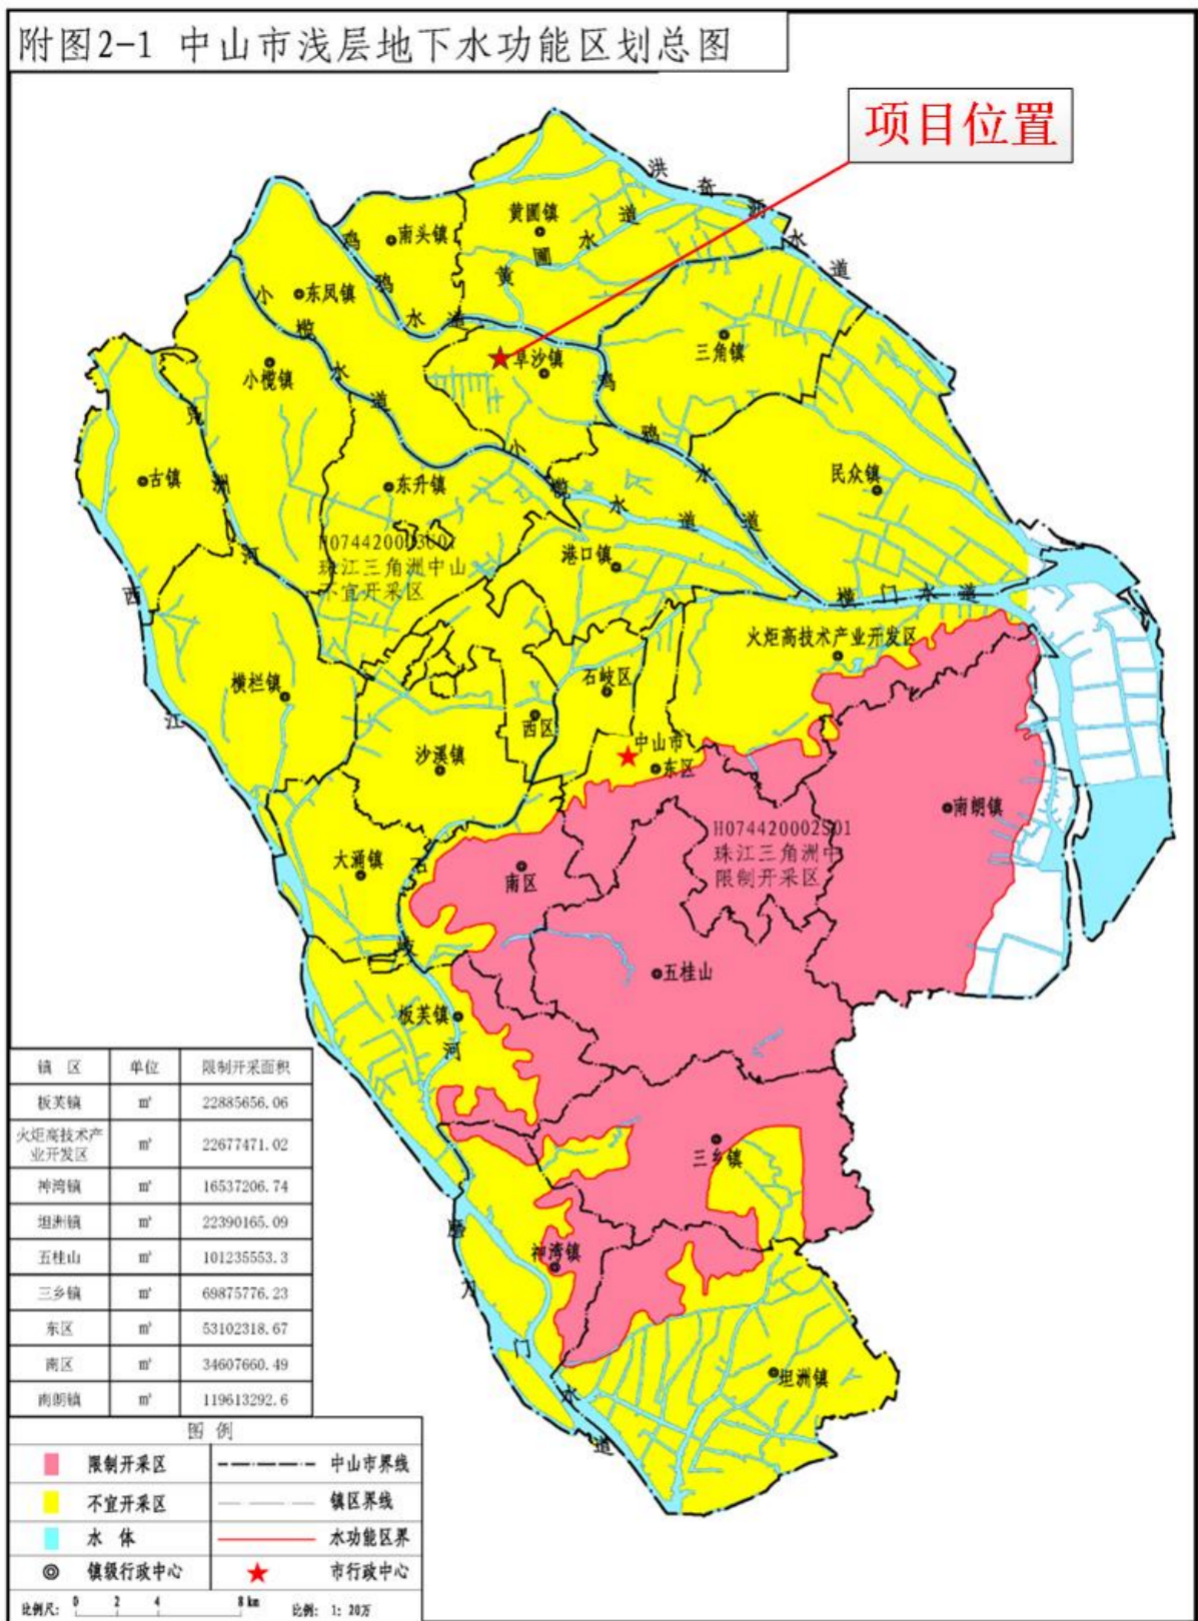 附图2-1 中山市浅层地下水功能区划总图
项目位置
洪奇沥水道
黄圃镇
南头镇
黄圃水道
鸡鸦水道
东凤镇
小榄水道
三角镇
阜沙镇
小榄镇
鸡鸦水道
凫洲河
小榄水道
民众镇
古镇
东升镇
珠江三角洲中山
不宜开采区
港口镇
西江
横门水道
火炬高技术产业开发区
横栏镇
石岐区
西区
中山市
沙溪镇
东区
南朗镇
H074420002S01
珠江三角洲中
限制开采区
大涌镇
南区
石岐河
五桂山
板芙镇
三乡镇
神湾镇
磨刀门水道
坦洲镇
镇 区 单位 限制开采面积
板芙镇 m² 22885656.06
火炬高技术产
业开发区 m² 22677471.02
神湾镇 m² 16537206.74
坦洲镇 m² 22390165.09
五桂山 m² 101235553.3
三乡镇 m² 69875776.23
东区 m² 53102318.67
南区 m² 34607660.49
南朗镇 m² 119613292.6
图 例
限制开采区 中山市界线
不宜开采区 镇区界线
水 体 水功能区界
镇级行政中心 市行政中心
比例尺: 0 2 4 8 km 比例: 1: 20万